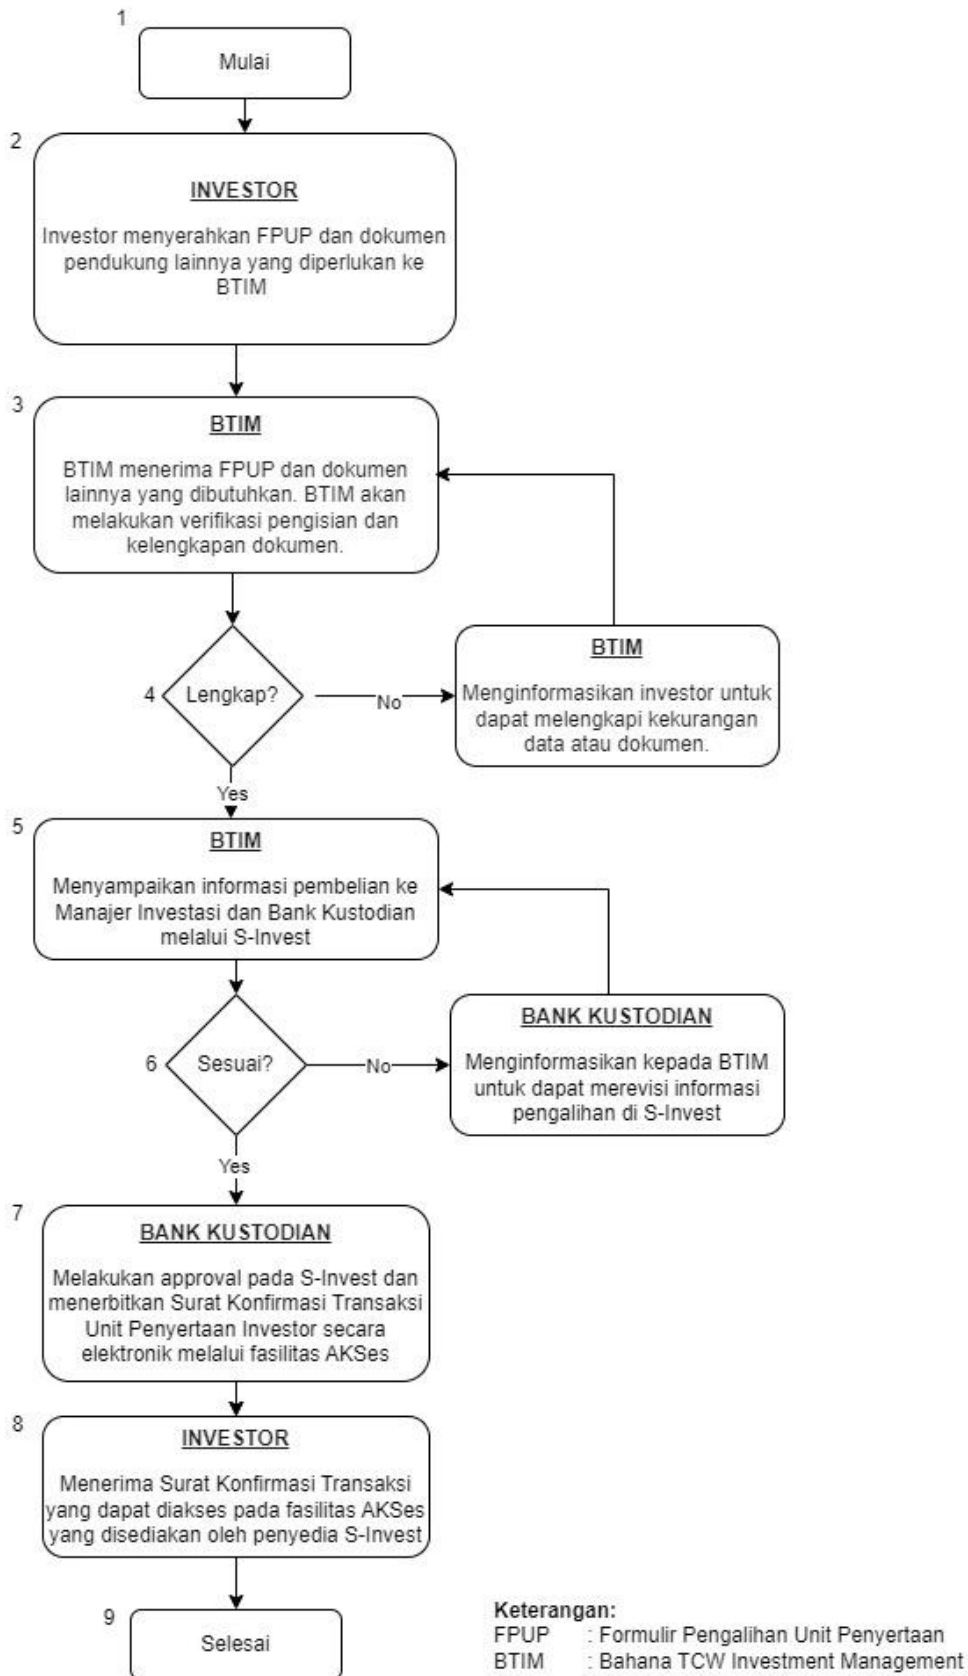 1
Mulai
2
INVESTOR
Investor menyerahkan FPUP dan dokumen
pendukung lainnya yang diperlukan ke
BTIM
3
BTIM
BTIM menerima FPUP dan dokumen
lainnya yang dibutuhkan. BTIM akan
melakukan verifikasi pengisian dan
kelengkapan dokumen.
4
Lengkap?
No
BTIM
Menginformasikan investor untuk
dapat melengkapi kekurangan
data atau dokumen.
Yes
5
BTIM
Menyampaikan informasi pembelian ke
Manajer Investasi dan Bank Kustodian
melalui S-Invest
6
Sesuai?
No
BANK KUSTODIAN
Menginformasikan kepada BTIM
untuk dapat merevisi informasi
pengalihan di S-Invest
Yes
7
BANK KUSTODIAN
Melakukan approval pada S-Invest dan
menerbitkan Surat Konfirmasi Transaksi
Unit Penyertaan Investor secara
elektronik melalui fasilitas AKSes
8
INVESTOR
Menerima Surat Konfirmasi Transaksi
yang dapat diakses pada fasilitas AKSes
yang disediakan oleh penyedia S-Invest
9
Selesai
Keterangan:
FPUP : Formulir Pengalihan Unit Penyertaan
BTIM : Bahana TCW Investment Management